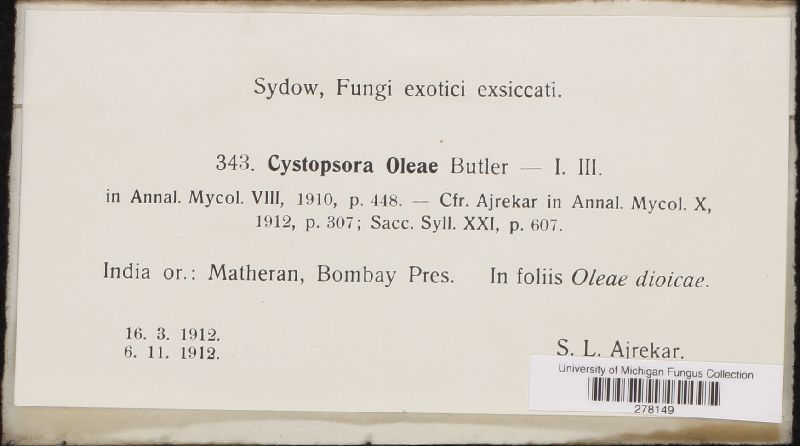 Sydow, Fungi exotici exsiccati.
343. Cystopsora Oleae Butler — I. III.
in Annal. Mycol. VIII, 1910, p. 448. — Cfr. Ajrekar in Annal. Mycol. X,
1912, p. 307; Sacc. Syll. XXI, p. 607.
India or.: Matheran, Bombay Pres. In foliis Oleae dioicae.
16. 3. 1912.
6. 11. 1912.
S. L. Ajrekar.
University of Michigan Fungus Collection
278149